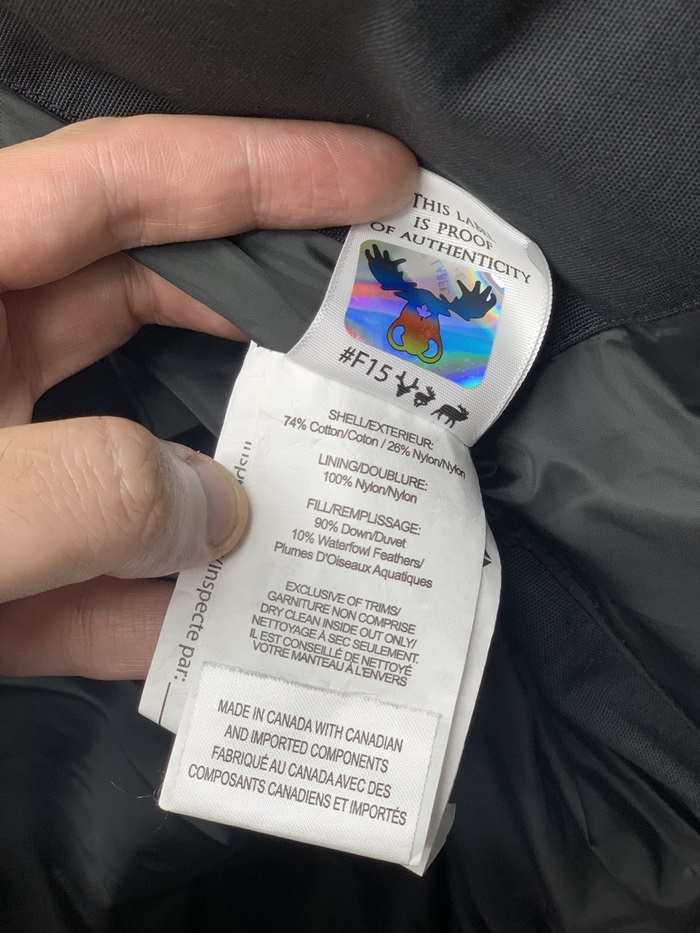 THIS LABEL
IS PROOF
OF AUTHENTICITY
#F15
SHELL/EXTERIEUR:
74% Cotton/Coton / 26% Nylon/Nylon
LINING/DOUBLURE:
100% Nylon/Nylon
FILL/REMPLISSAGE:
90% Down/Duvet
10% Waterfowl Feathers/
Plumes D'Oiseaux Aquatiques
EXCLUSIVE OF TRIMS/
GARNITURE NON COMPRISE
DRY CLEAN INSIDE OUT ONLY/
NETTOYAGE À SEC SEULEMENT.
IL EST CONSEILLÉ DE NETTOYÉ
VOTRE MANTEAU À L'ENVERS
/Inspecte par:
MADE IN CANADA WITH CANADIAN
AND IMPORTED COMPONENTS
FABRIQUÉ AU CANADA AVEC DES
COMPOSANTS CANADIENS ET IMPORTÉS